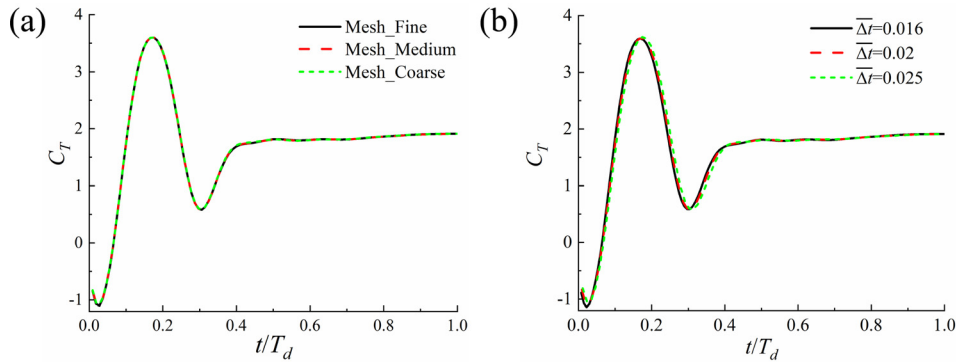 (a)
Mesh_Fine
Mesh_Medium
Mesh_Coarse
C_T
4
3
2
1
0
-1
0.0 0.2 0.4 0.6 0.8 1.0
t/T_d
(b)
Δt=0.016
Δt=0.02
Δt=0.025
C_T
4
3
2
1
0
-1
0.0 0.2 0.4 0.6 0.8 1.0
t/T_d